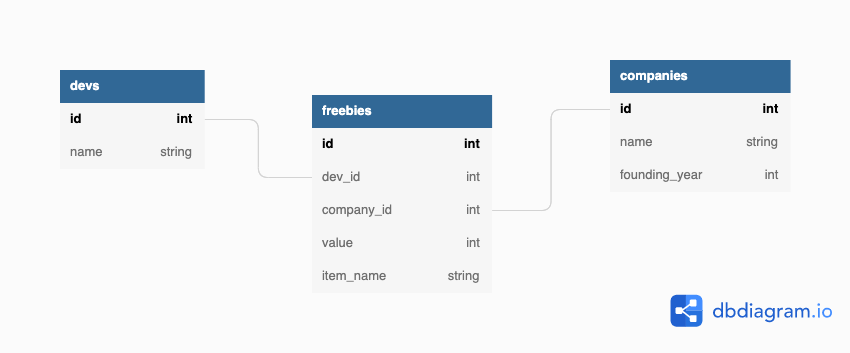 devs
id int
name string
freebies
id int
dev_id int
company_id int
value int
item_name string
companies
id int
name string
founding_year int
dbdiagram.io